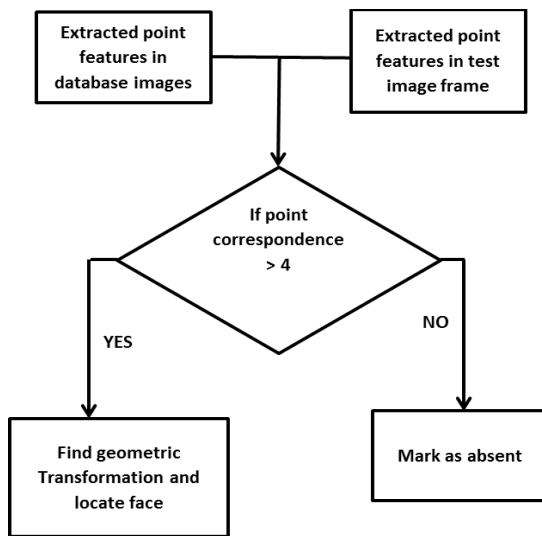 Extracted point
features in
database images
Extracted point
features in test
image frame
If point
correspondence
> 4
YES
NO
Find geometric
Transformation and
locate face
Mark as absent